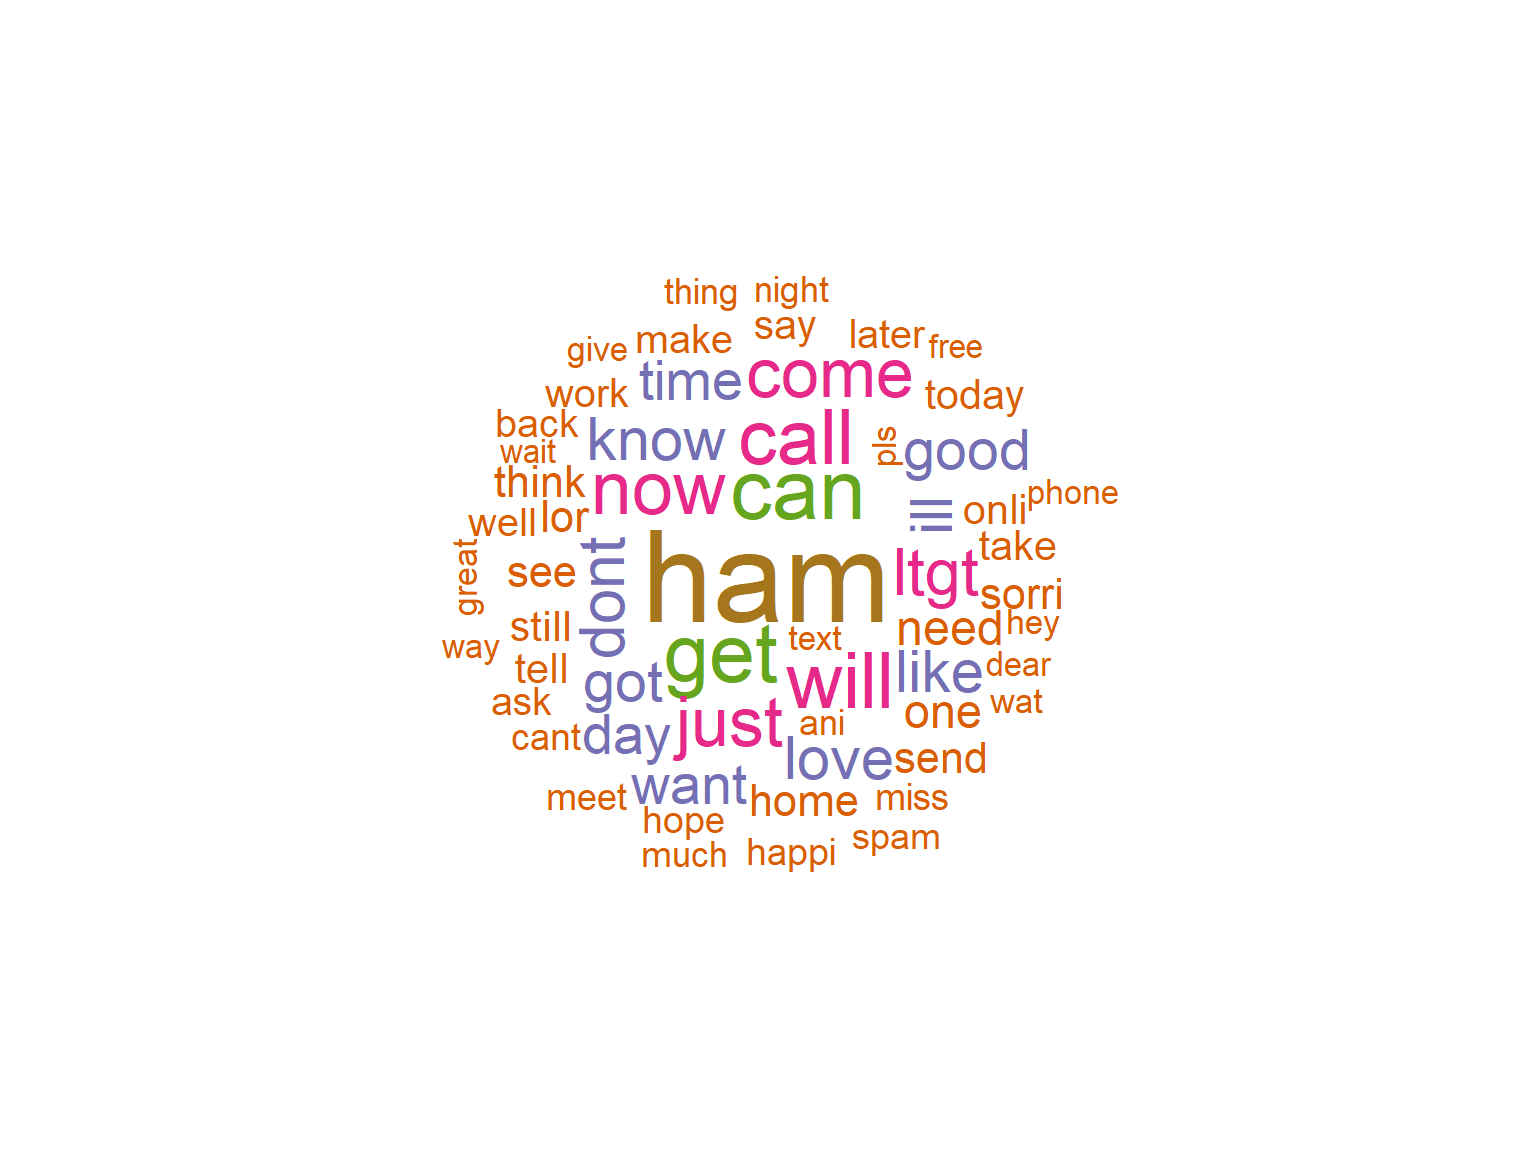 thing night
give make say later free
work time come today
back know call pls good
wait
think now can ill onli phone
well lor
great see dont ham ltgt take
sorri
way still get text need hey
tell got will like dear
ask just ani one wat
cant day love send
meet want home miss
hope spam
much happi